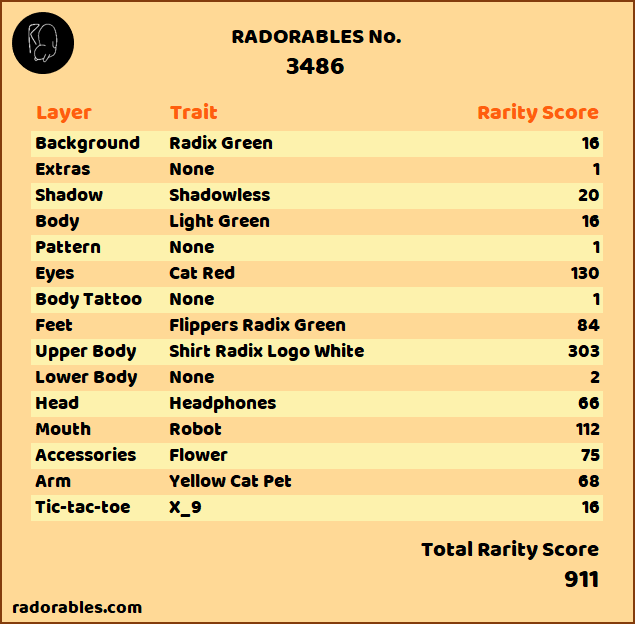 RADORABLES No.
3486
Layer Trait Rarity Score
Background Radix Green 16
Extras None 1
Shadow Shadowless 20
Body Light Green 16
Pattern None 1
Eyes Cat Red 130
Body Tattoo None 1
Feet Flippers Radix Green 84
Upper Body Shirt Radix Logo White 303
Lower Body None 2
Head Headphones 66
Mouth Robot 112
Accessories Flower 75
Arm Yellow Cat Pet 68
Tic-tac-toe X_9 16
Total Rarity Score
911
radorables.com